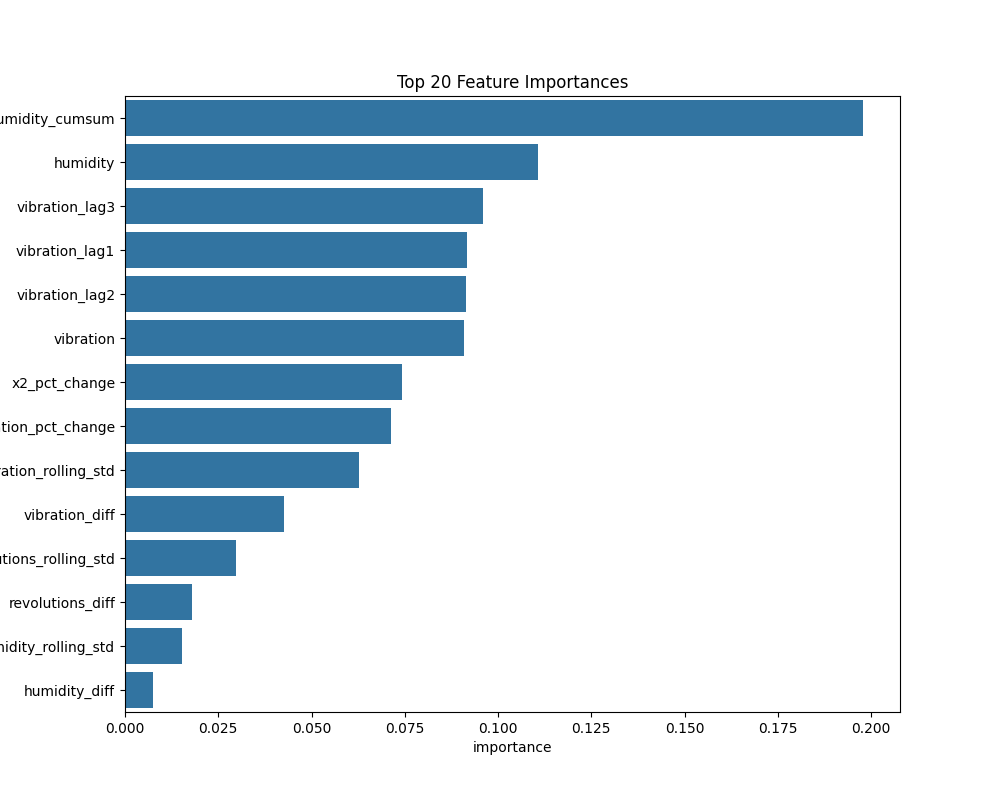 Top 20 Feature Importances
umidity_cumsum
humidity
vibration_lag3
vibration_lag1
vibration_lag2
vibration
x2_pct_change
tion_pct_change
ration_rolling_std
vibration_diff
utions_rolling_std
revolutions_diff
midity_rolling_std
humidity_diff
0.000 0.025 0.050 0.075 0.100 0.125 0.150 0.175 0.200
importance